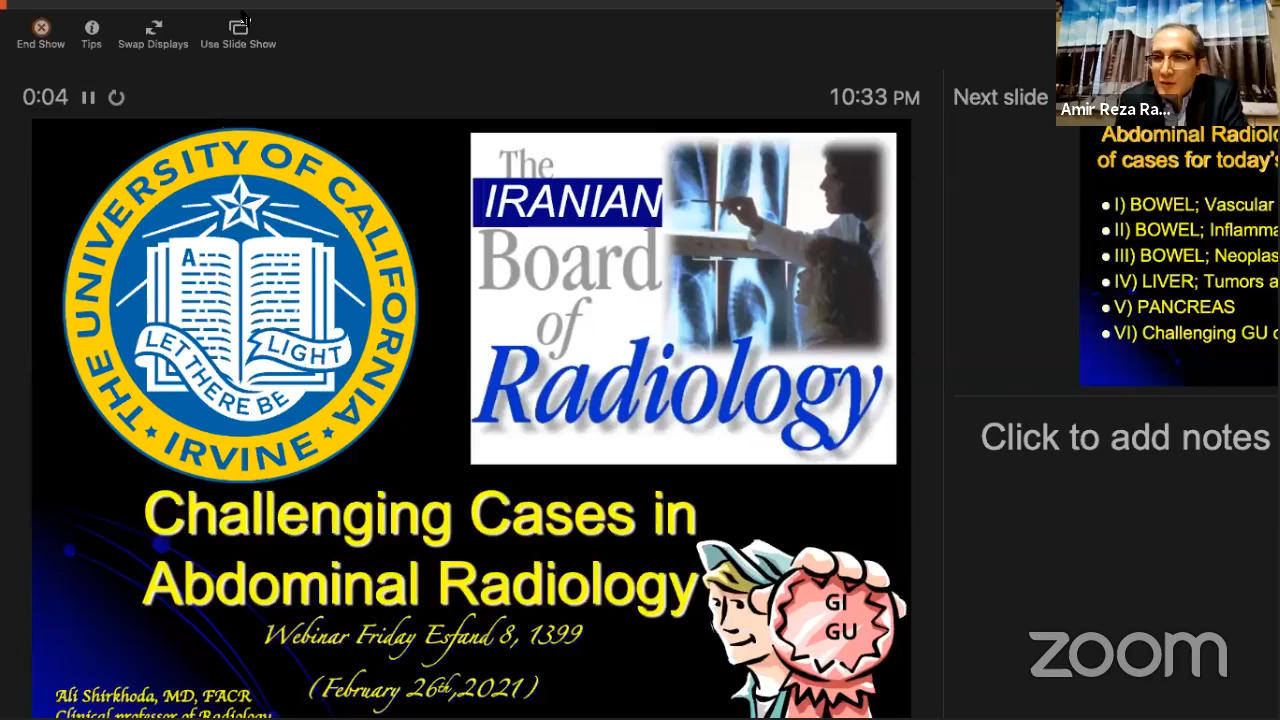 End Show
Tips
Swap Displays
Use Slide Show
0:04
10:33 PM
Next slide
Amir Reza Ra...
THE UNIVERSITY OF CALIFORNIA
IRVINE
A
LET THERE BE LIGHT
The
IRANIAN
Board
of
Radiology
Challenging Cases in
Abdominal Radiology
Webinar Friday Esfand 8, 1399
(February 26th,2021)
Ali Shirkhoda, MD, FACR
Clinical professor of Radiology
GI
GU
Abdominal Radiolo
of cases for today's
• I) BOWEL; Vascular
• II) BOWEL; Inflamma
• III) BOWEL; Neoplas
• IV) LIVER; Tumors a
• V) PANCREAS
• VI) Challenging GU c
Click to add notes
zoom